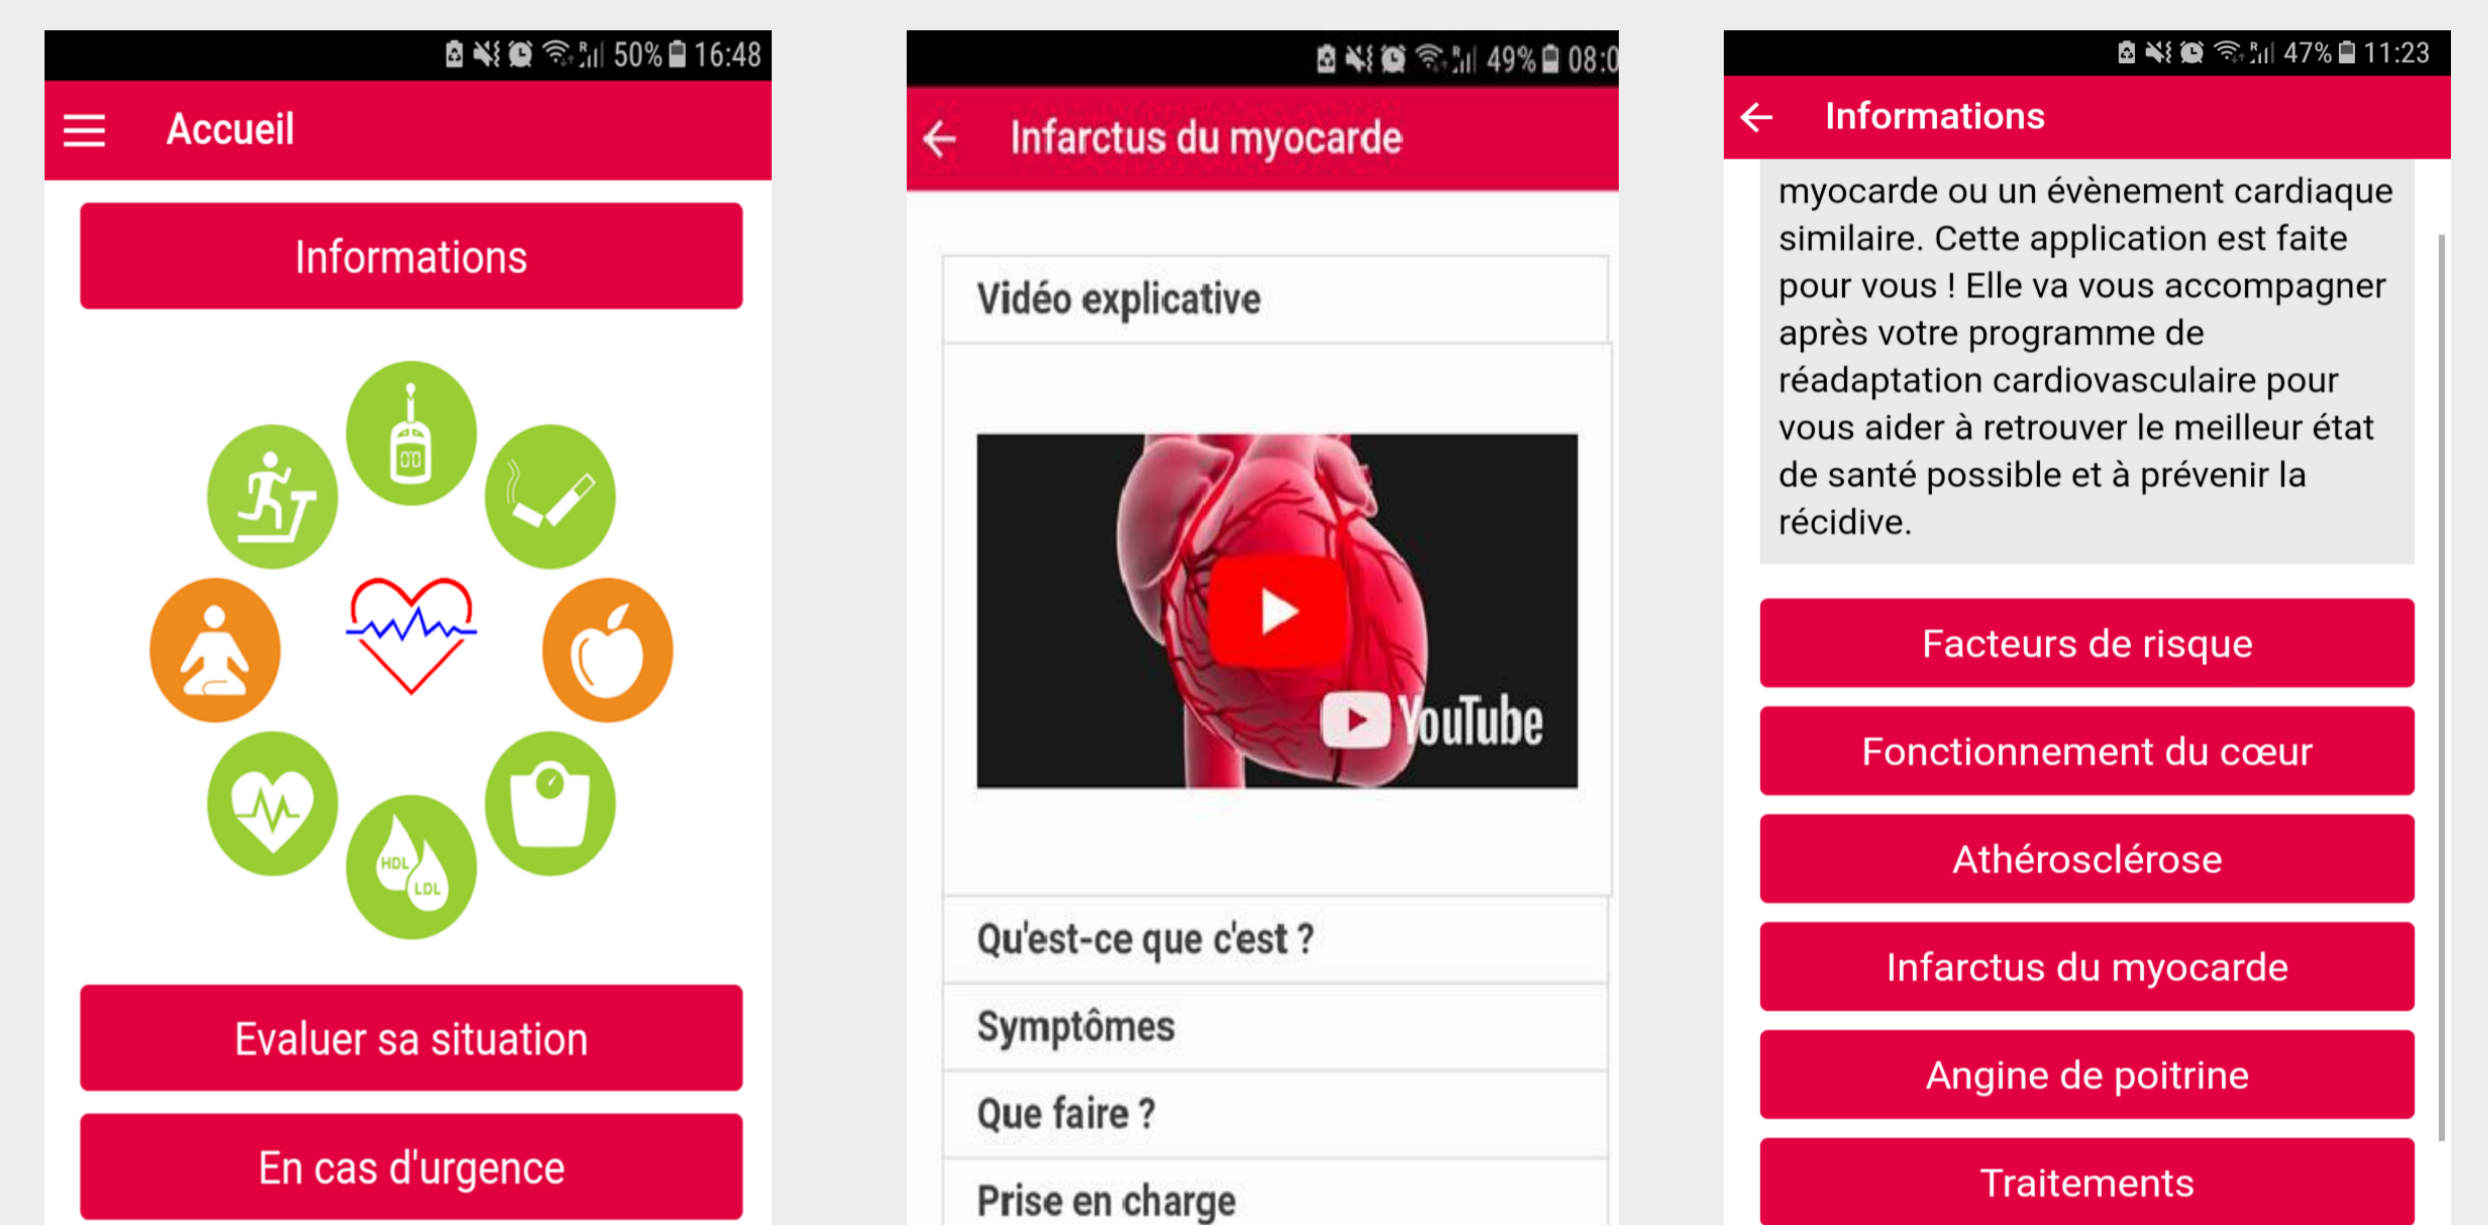 50% 16:48
Accueil
Informations
HDL
LDL
Evaluer sa situation
En cas d'urgence
49% 08:0
Infarctus du myocarde
Vidéo explicative
YouTube
Qu'est-ce que c'est ?
Symptômes
Que faire ?
Prise en charge
47% 11:23
Informations
myocarde ou un évènement cardiaque
similaire. Cette application est faite
pour vous ! Elle va vous accompagner
après votre programme de
réadaptation cardiovasculaire pour
vous aider à retrouver le meilleur état
de santé possible et à prévenir la
récidive.
Facteurs de risque
Fonctionnement du cœur
Athérosclérose
Infarctus du myocarde
Angine de poitrine
Traitements